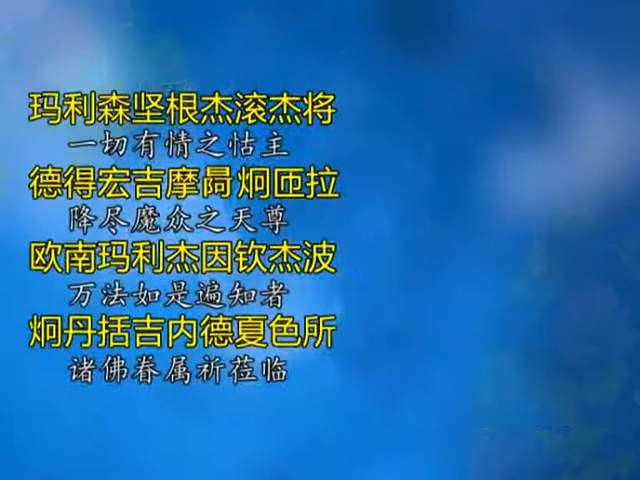 玛利森坚根杰滚杰将
一切有情之怙主
德得宏吉摩昺炯匝拉
降尽魔众之天尊
欧南玛利杰因钦杰波
万法如是遍知者
炯丹括吉内德夏色所
诸佛眷属祈莅临